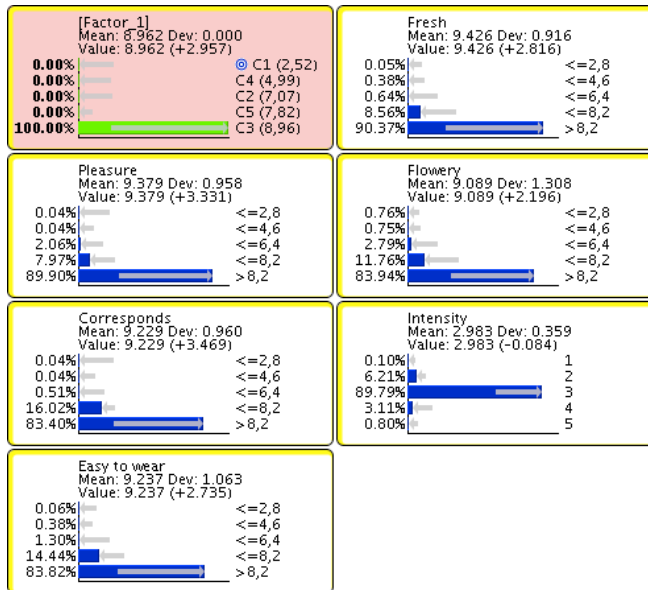 [Factor_1]
Mean: 8.962 Dev: 0.000
Value: 8.962 (+2.957)
0.00% C1 (2,52)
0.00% C4 (4,99)
0.00% C2 (7,07)
0.00% C5 (7,82)
100.00% C3 (8,96)
Fresh
Mean: 9.426 Dev: 0.916
Value: 9.426 (+2.816)
0.05% <=2,8
0.38% <=4,6
0.64% <=6,4
8.56% <=8,2
90.37% >8,2
Pleasure
Mean: 9.379 Dev: 0.958
Value: 9.379 (+3.331)
0.04% <=2,8
0.04% <=4,6
2.06% <=6,4
7.97% <=8,2
89.90% >8,2
Flowery
Mean: 9.089 Dev: 1.308
Value: 9.089 (+2.196)
0.76% <=2,8
0.75% <=4,6
2.79% <=6,4
11.76% <=8,2
83.94% >8,2
Corresponds
Mean: 9.229 Dev: 0.960
Value: 9.229 (+3.469)
0.04% <=2,8
0.04% <=4,6
0.51% <=6,4
16.02% <=8,2
83.40% >8,2
Intensity
Mean: 2.983 Dev: 0.359
Value: 2.983 (-0.084)
0.10% 1
6.21% 2
89.79% 3
3.11% 4
0.80% 5
Easy to wear
Mean: 9.237 Dev: 1.063
Value: 9.237 (+2.735)
0.06% <=2,8
0.38% <=4,6
1.30% <=6,4
14.44% <=8,2
83.82% >8,2